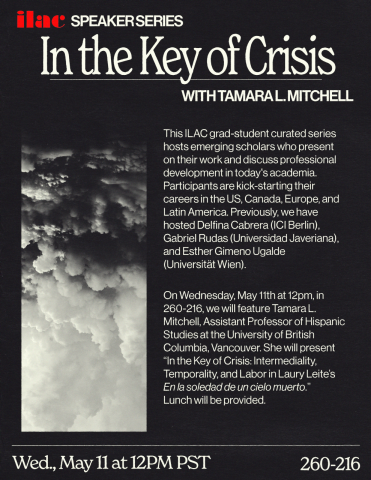 ilac SPEAKER SERIES
In the Key of Crisis
WITH TAMARA L. MITCHELL
This ILAC grad-student curated series
hosts emerging scholars who present
on their work and discuss professional
development in today's academia.
Participants are kick-starting their
careers in the US, Canada, Europe, and
Latin America. Previously, we have
hosted Delfina Cabrera (ICI Berlin),
Gabriel Rudas (Universidad Javeriana),
and Esther Gimeno Ugalde
(Universität Wien).
On Wednesday, May 11th at 12pm, in
260-216, we will feature Tamara L.
Mitchell, Assistant Professor of Hispanic
Studies at the University of British
Columbia, Vancouver. She will present
“In the Key of Crisis: Intermediality,
Temporality, and Labor in Laury Leite's
En la soledad de un cielo muerto.”
Lunch will be provided.
Wed., May 11 at 12PM PST
260-216